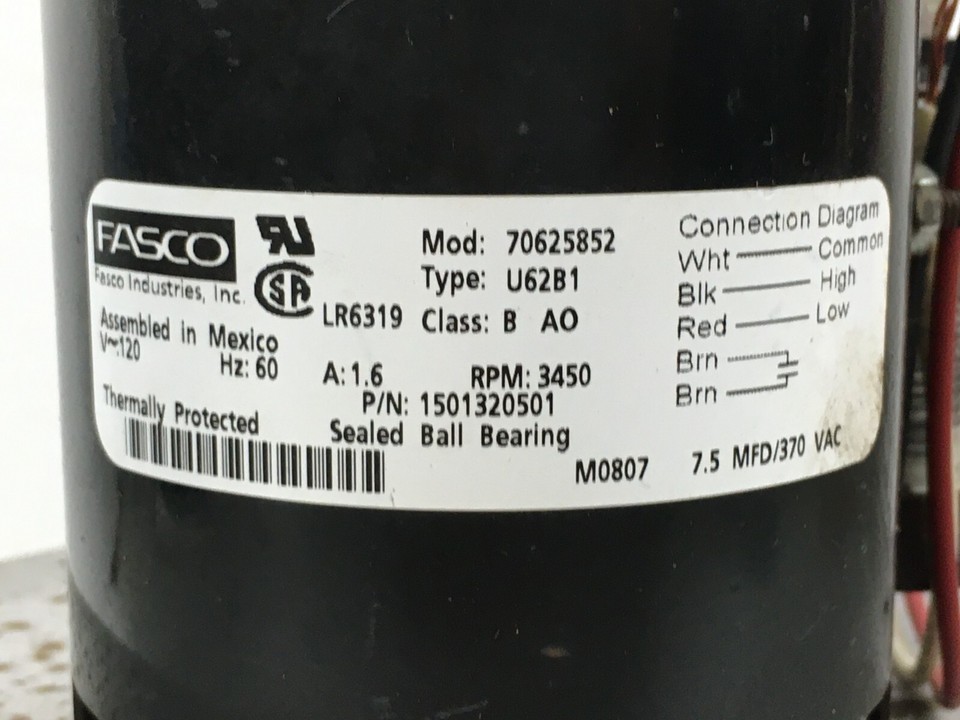 FASCO
Fasco Industries, Inc.
Assembled in Mexico
V~:120 Hz: 60
Thermally Protected
LR6319
Mod: 70625852
Type: U62B1
Class: B AO
A: 1.6 RPM: 3450
P/N: 1501320501
Sealed Ball Bearing
M0807
Connection Diagram
Wht Common
Blk High
Red Low
Brn
Brn
7.5 MFD/370 VAC